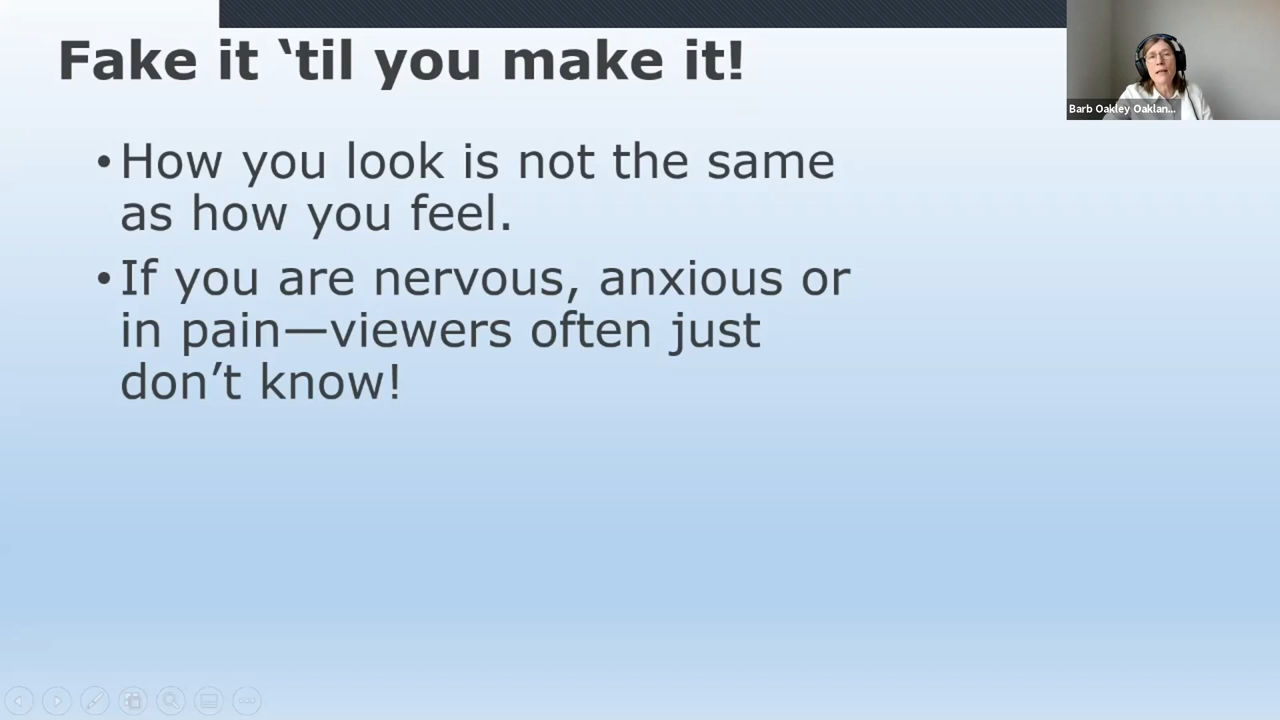 Fake it ‘til you make it!
Barb Oakley Oaklan...
•How you look is not the same
as how you feel.
•If you are nervous, anxious or
in pain—viewers often just
don’t know!